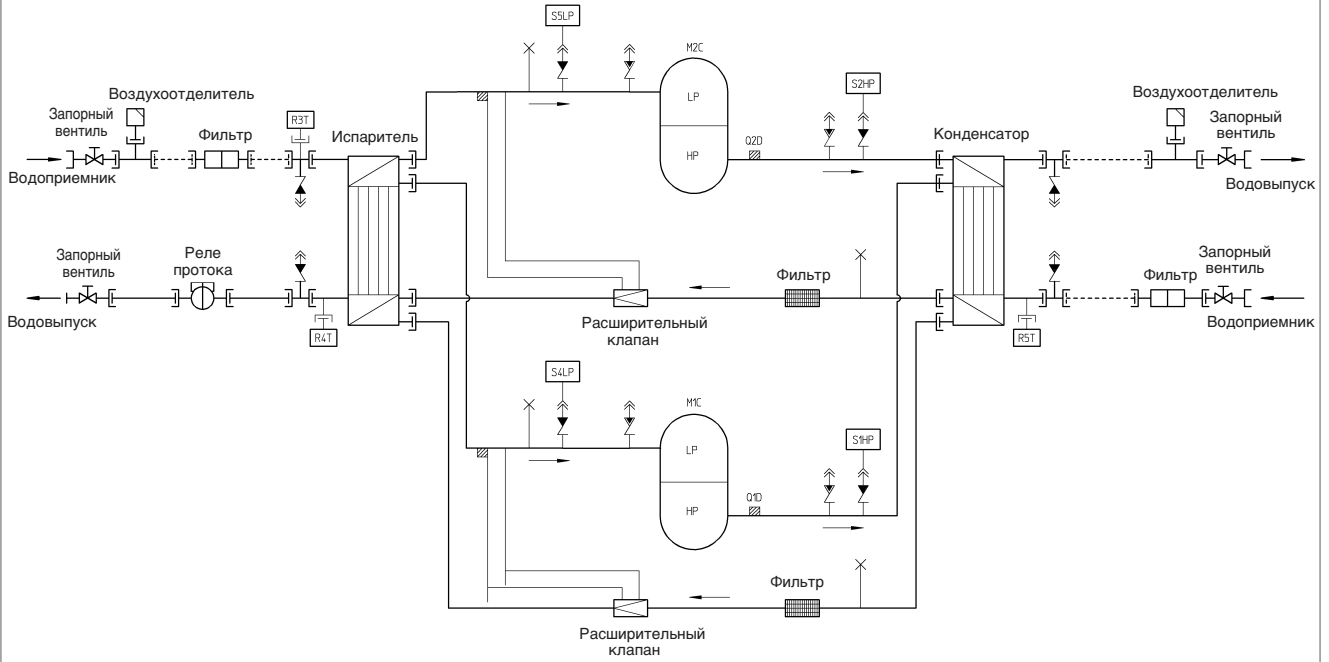 S5LP
M2C
LP
HP
Q2D
S2HP
Воздухоотделитель
Запорный
вентиль
Фильтр
R3T
Испаритель
Водоприемник
Конденсатор
Воздухоотделитель
Запорный
вентиль
Водовыпуск
Запорный
вентиль
Реле
протока
Водовыпуск
R4T
Расширительный
клапан
Фильтр
R5T
Фильтр
Запорный
вентиль
Водоприемник
S4LP
M1C
LP
HP
Q1D
S1HP
Расширительный
клапан
Фильтр